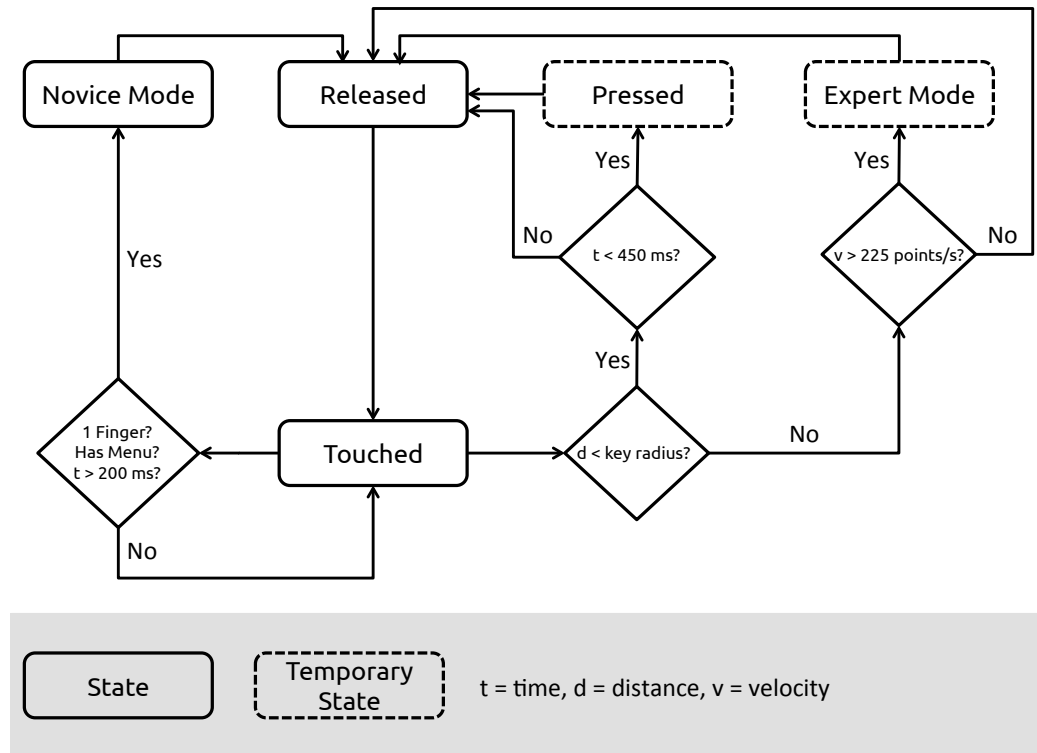 Novice Mode
Released
Pressed
Expert Mode
Yes
Yes
Yes
No
No
t < 450 ms?
v > 225 points/s?
Yes
1 Finger?
Has Menu?
t > 200 ms?
Touched
d < key radius?
No
No
State
Temporary
State
t = time, d = distance, v = velocity